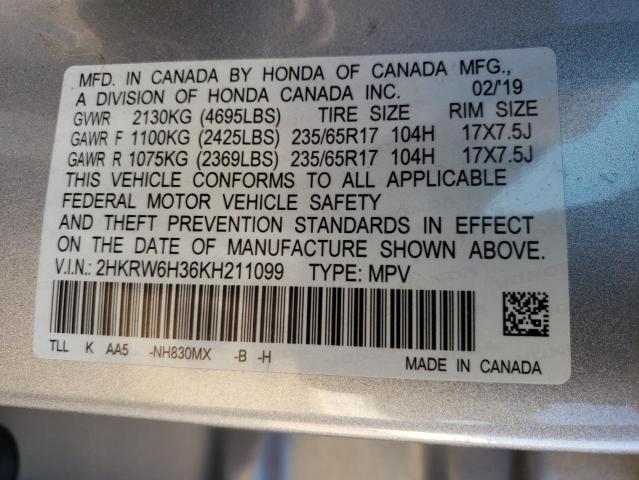 MFD. IN CANADA BY HONDA OF CANADA MFG.,
A DIVISION OF HONDA CANADA INC. 02/'19
GVWR 2130KG (4695LBS) TIRE SIZE RIM SIZE
GAWR F 1100KG (2425LBS) 235/65R17 104H 17X7.5J
GAWR R 1075KG (2369LBS) 235/65R17 104H 17X7.5J
THIS VEHICLE CONFORMS TO ALL APPLICABLE
FEDERAL MOTOR VEHICLE SAFETY
AND THEFT PREVENTION STANDARDS IN EFFECT
ON THE DATE OF MANUFACTURE SHOWN ABOVE.
V.I.N.: 2HKRW6H36KH211099 TYPE: MPV
TLL K AA5 -NH830MX -B -H
MADE IN CANADA